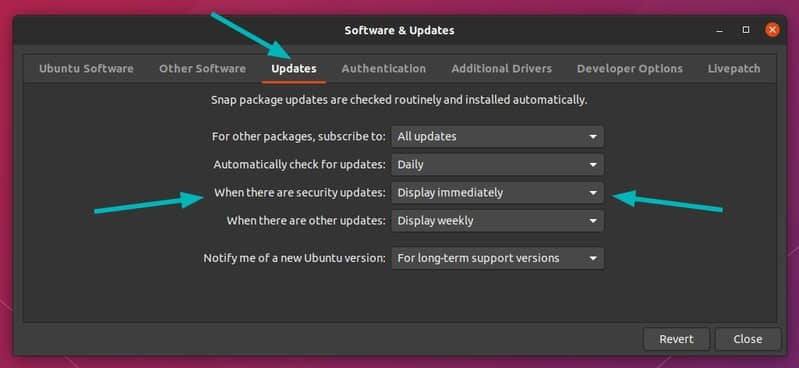 Software & Updates
Ubuntu Software Other Software Updates Authentication Additional Drivers Developer Options Livepatch
Snap package updates are checked routinely and installed automatically.
For other packages, subscribe to: All updates
Automatically check for updates: Daily
When there are security updates: Display immediately
When there are other updates: Display weekly
Notify me of a new Ubuntu version: For long-term support versions
Revert Close